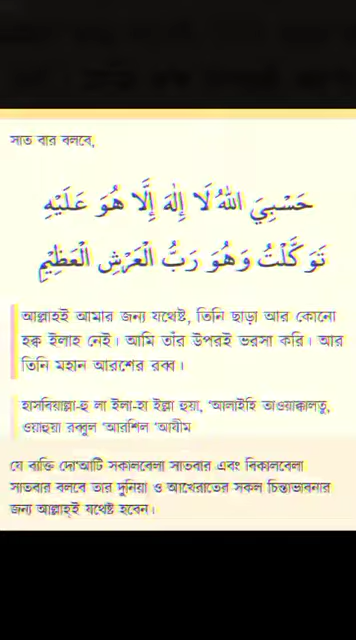 সাত বার বলবে,
حَسْبِيَ اللهُ لَا إِلٰهَ إِلَّا هُوَ عَلَيْهِ
تَوَكَّلْتُ وَهُوَ رَبُّ الْعَرْشِ الْعَظِيْمِ
আল্লাহই আমার জন্য যথেষ্ট, তিনি ছাড়া আর কোনো
হক্ব ইলাহ নেই। আমি তাঁর উপরই ভরসা করি। আর
তিনি মহান আরশের রব্ব।
হাসবিয়াল্লা-হু লা ইলা-হা ইল্লা হুয়া, 'আলাইহি তাওয়াক্কালতু,
ওয়াহুয়া রব্বুল 'আরশিল 'আযীম
যে ব্যক্তি দো'আটি সকালবেলা সাতবার এবং বিকালবেলা
সাতবার বলবে তার দুনিয়া ও আখেরাতের সকল চিন্তাভাবনার
জন্য আল্লাহ্‌ই যথেষ্ট হবেন।